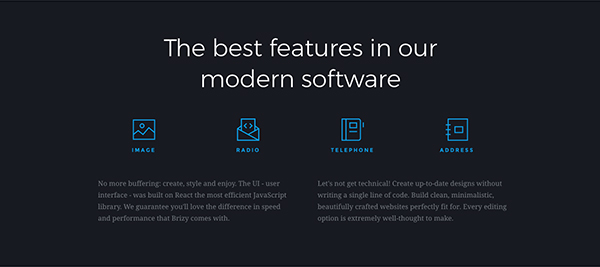 The best features in our
modern software
IMAGE
RADIO
TELEPHONE
ADDRESS
No more buffering: create, style and enjoy. The UI - user
interface - was built on React the most efficient JavaScript
library. We guarantee you'll love the difference in speed
and performance that Brizy comes with.
Let's not get technical! Create up-to-date designs without
writing a single line of code. Build clean, minimalistic,
beautifully crafted websites perfectly fit for. Every editing
option is extremely well-thought to make.